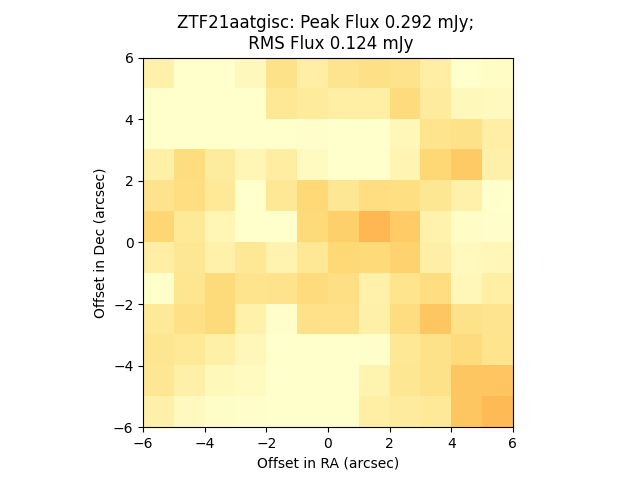 ZTF21aatgisc: Peak Flux 0.292 mJy;
RMS Flux 0.124 mJy
6
4
2
0
−2
−4
−6
Offset in Dec (arcsec)
−6 −4 −2 0 2 4 6
Offset in RA (arcsec)